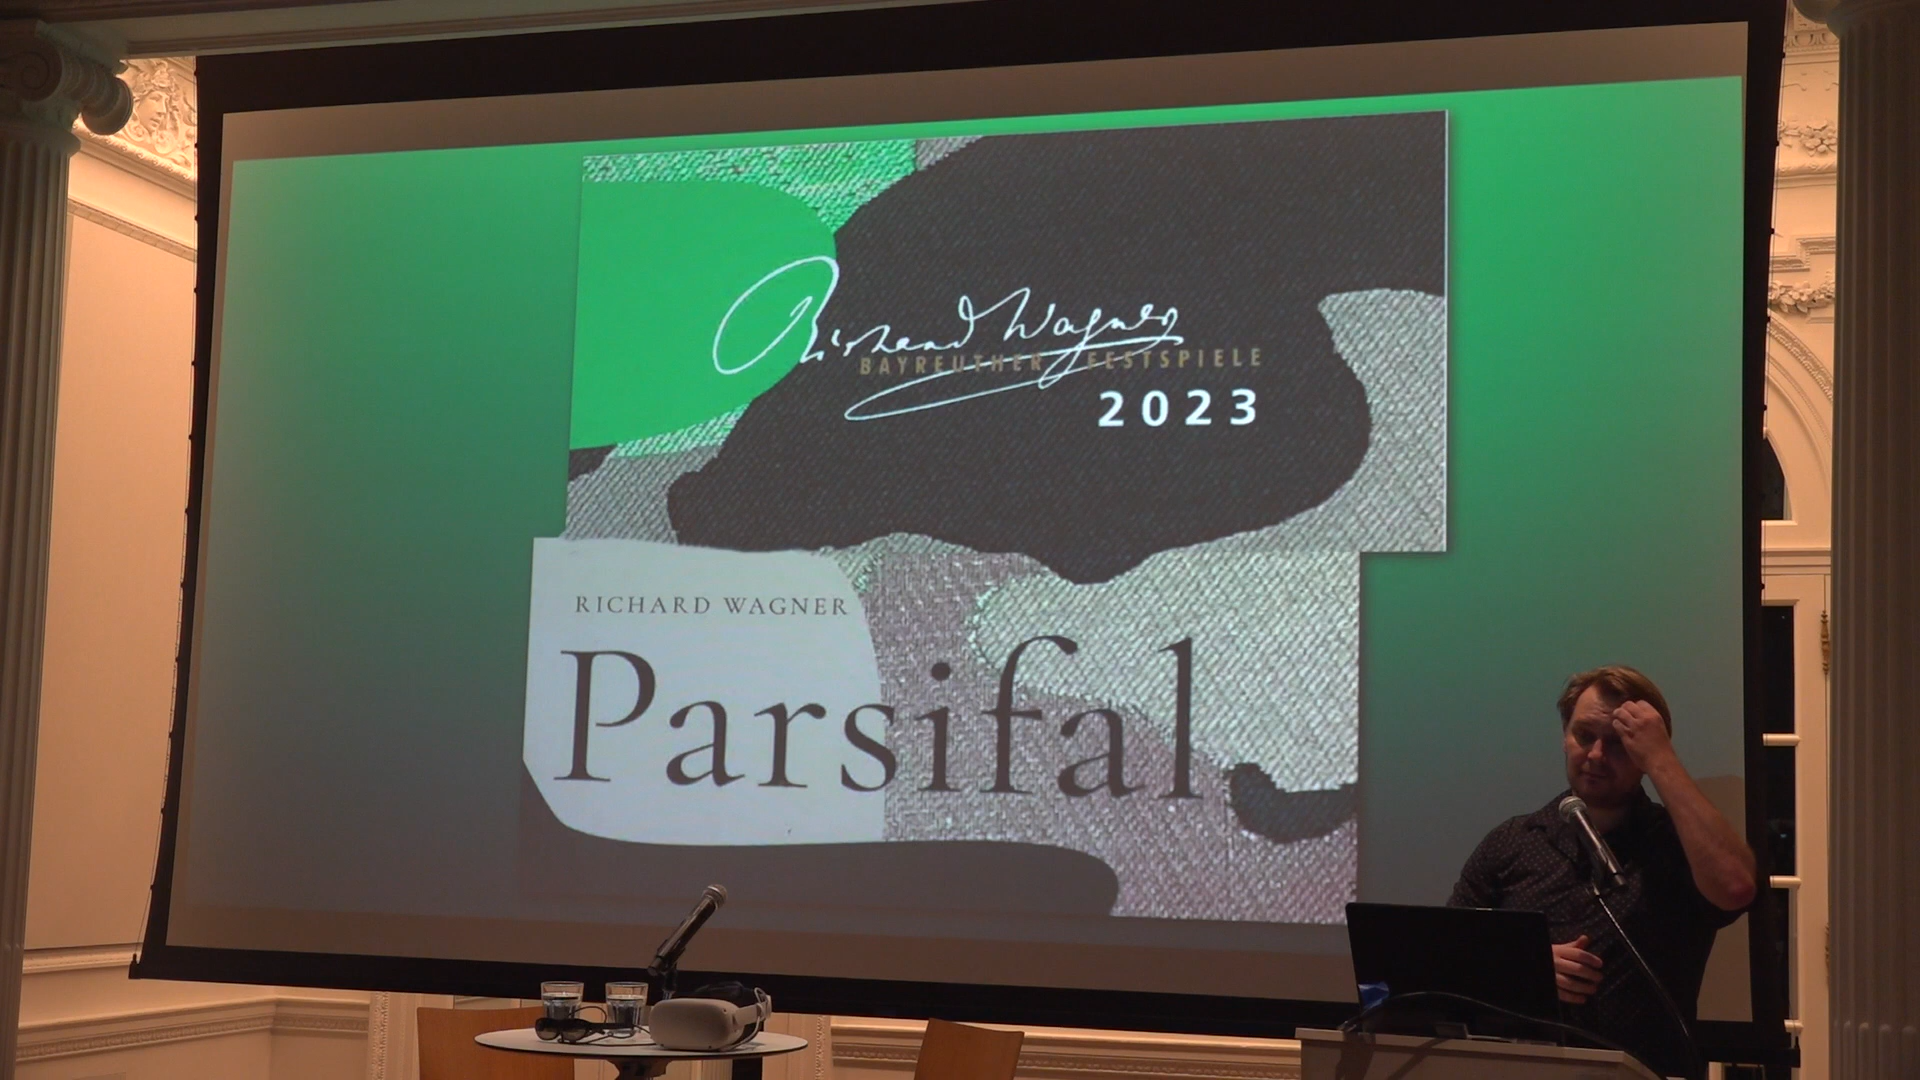 Richard Wagner
BAYREUTHER FESTSPIELE
2023
RICHARD WAGNER
Parsifal